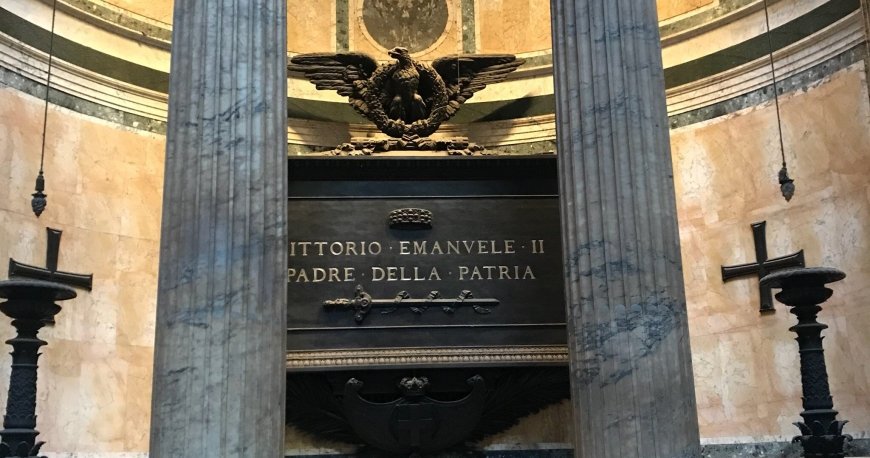 ITTORIO · EMANVELE · II
PADRE · DELLA · PATRIA